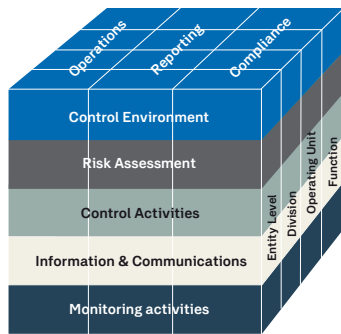 Operations
Reporting
Compliance
Control Environment
Risk Assessment
Control Activities
Information & Communications
Monitoring activities
Entity Level
Division
Operating Unit
Function